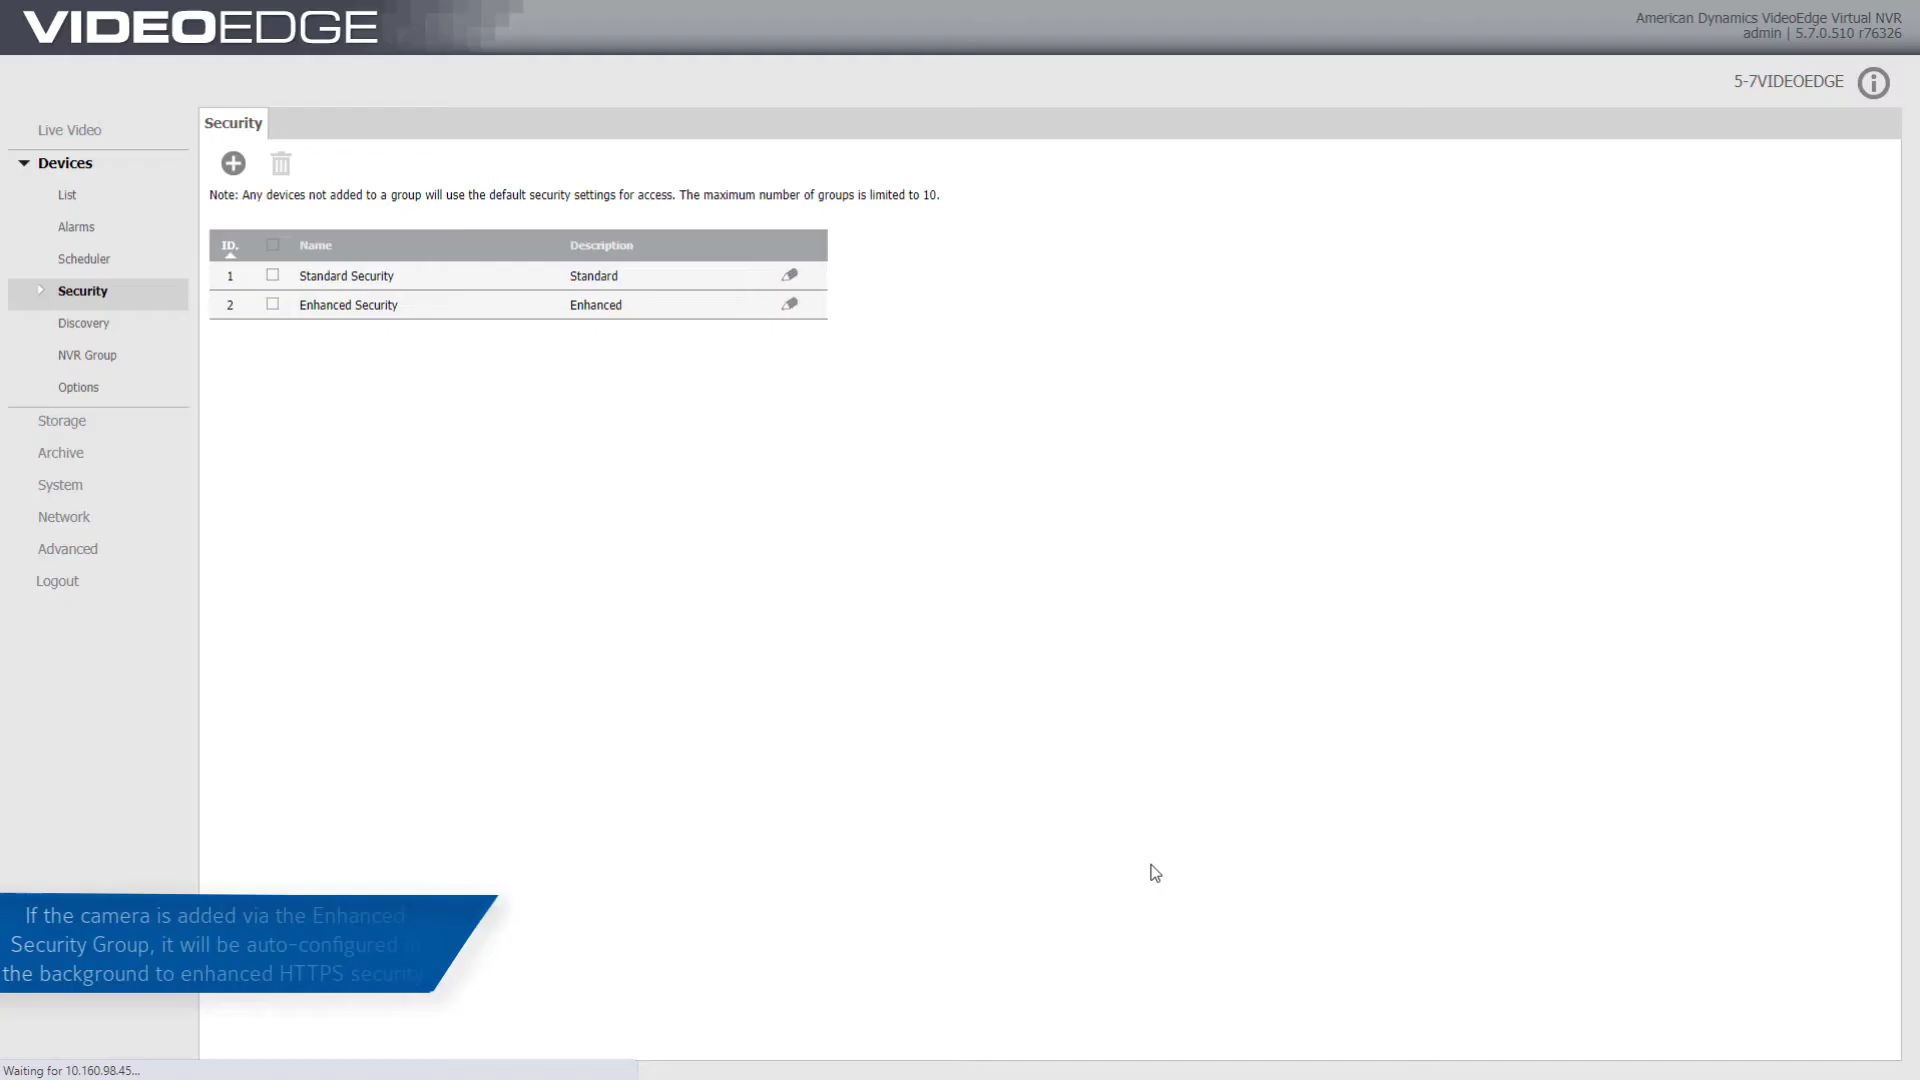 VIDEOEDGE
American Dynamics VideoEdge Virtual NVR
admin | 5.7.0.510 r76326
5-7VIDEOEDGE
Live Video
Devices
List
Alarms
Scheduler
Security
Discovery
NVR Group
Options
Storage
Archive
System
Network
Advanced
Logout
Security
Note: Any devices not added to a group will use the default security settings for access. The maximum number of groups is limited to 10.
ID. Name Description
1 Standard Security Standard
2 Enhanced Security Enhanced
If the camera is added via the Enhanced
Security Group, it will be auto-configured in
the background to enhanced HTTPS security
Waiting for 10.160.98.45...